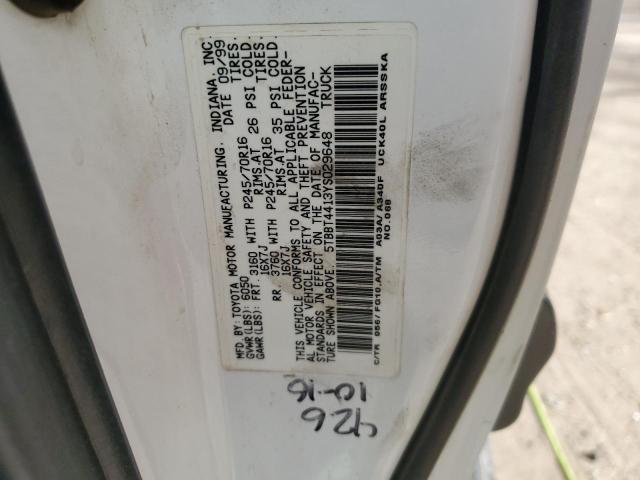 MFD. BY: TOYOTA MOTOR MANUFACTURING, INDIANA, INC.
GVWR(LBS): 6050 DATE 09/99
GAWR(LBS): FRT. 3160 WITH P245/70R16 TIRES.
16X7J RIMS.AT 26 PSI COLD.
RR. 3760 WITH P245/70R16 TIRES.
16X7J RIMS.AT 35 PSI COLD.
THIS VEHICLE CONFORMS TO ALL APPLICABLE FEDER-
AL MOTOR VEHICLE SAFETY AND THEFT PREVENTION
STANDARDS IN EFFECT ON THE DATE OF MANUFAC-
TURE SHOWN ABOVE. 5TBBT4413YS029648 TRUCK
C/TR 056/FG10.A/TM A03A/A340F UCK40L ARSSKA
NO.068
10-16
926